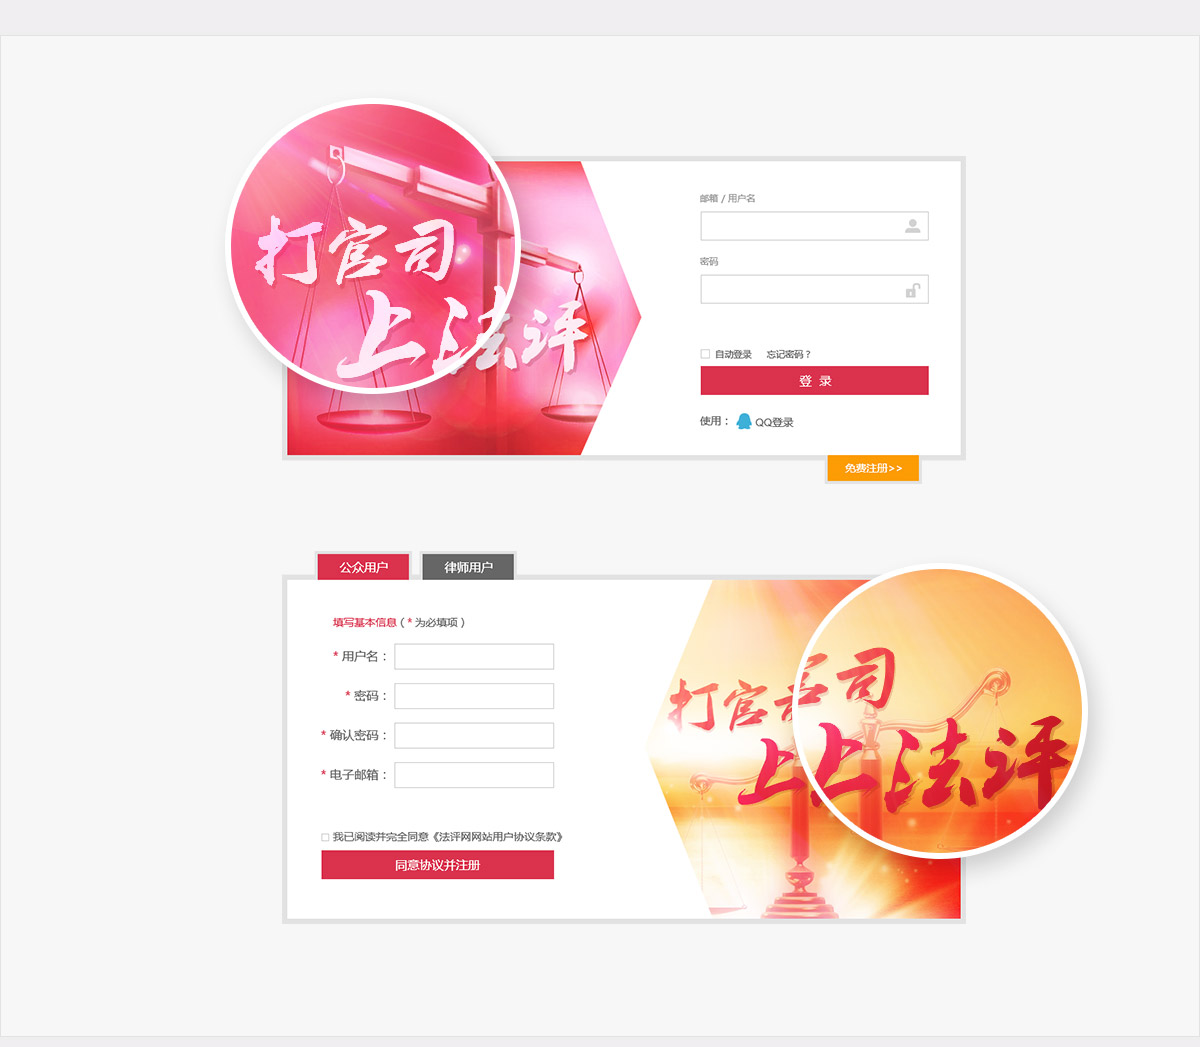 打官司
上法评
邮箱 / 用户名
密码
自动登录 忘记密码？
登 录
使用： QQ登录
免费注册>>
公众用户 律师用户
填写基本信息 ( * 为必填项 )
* 用户名：
* 密码：
* 确认密码：
* 电子邮箱：
我已阅读并完全同意《法评网网站用户协议条款》
同意协议并注册
打官司
上
打官司
上法评